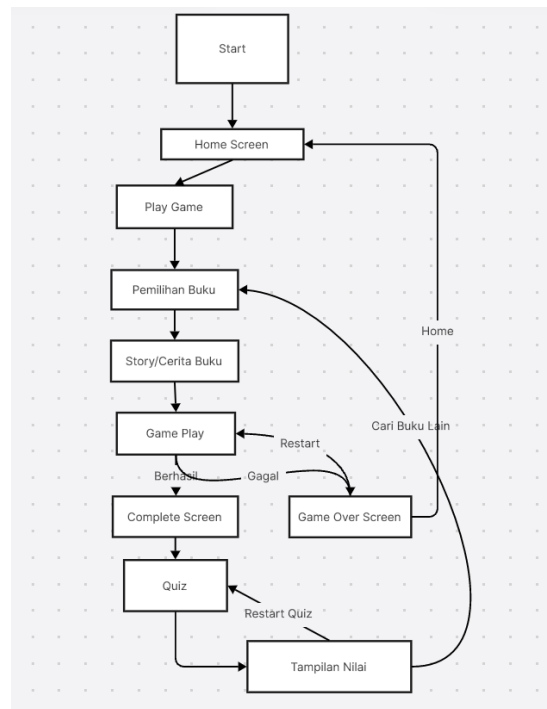 Start
Home Screen
Play Game
Pemilihan Buku
Home
Story/Cerita Buku
Cari Buku Lain
Game Play
Restart
Berhasil
Gagal
Complete Screen
Game Over Screen
Quiz
Restart Quiz
Tampilan Nilai